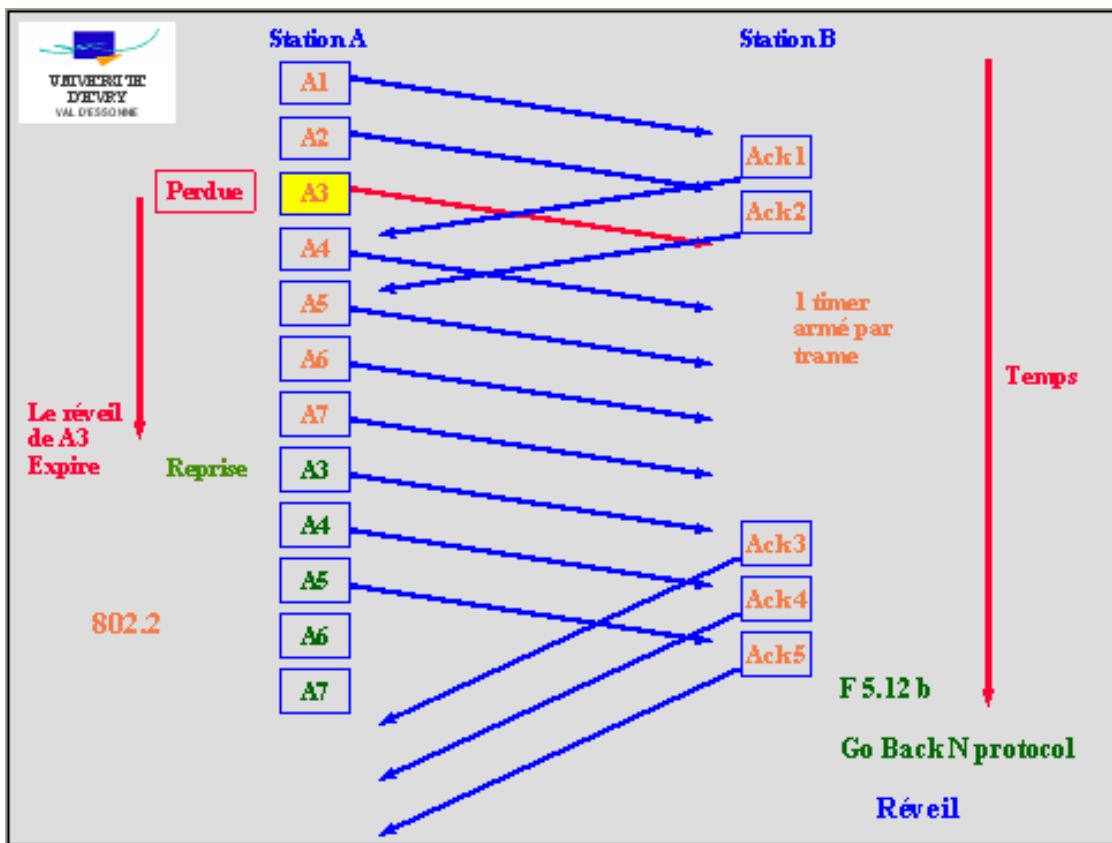 UNIVERSITE
D'EVRY
VAL D'ESSONNE
Station A
Station B
A1
A2
Ack1
Perdue
A3
Ack2
A4
A5
1 timer
armé par
trame
A6
Temps
A7
Le réveil
de A3
Expire
Reprise
A3
A4
Ack3
A5
Ack4
802.2
A6
Ack5
A7
F 5.12 b
Go Back N protocol
Réveil